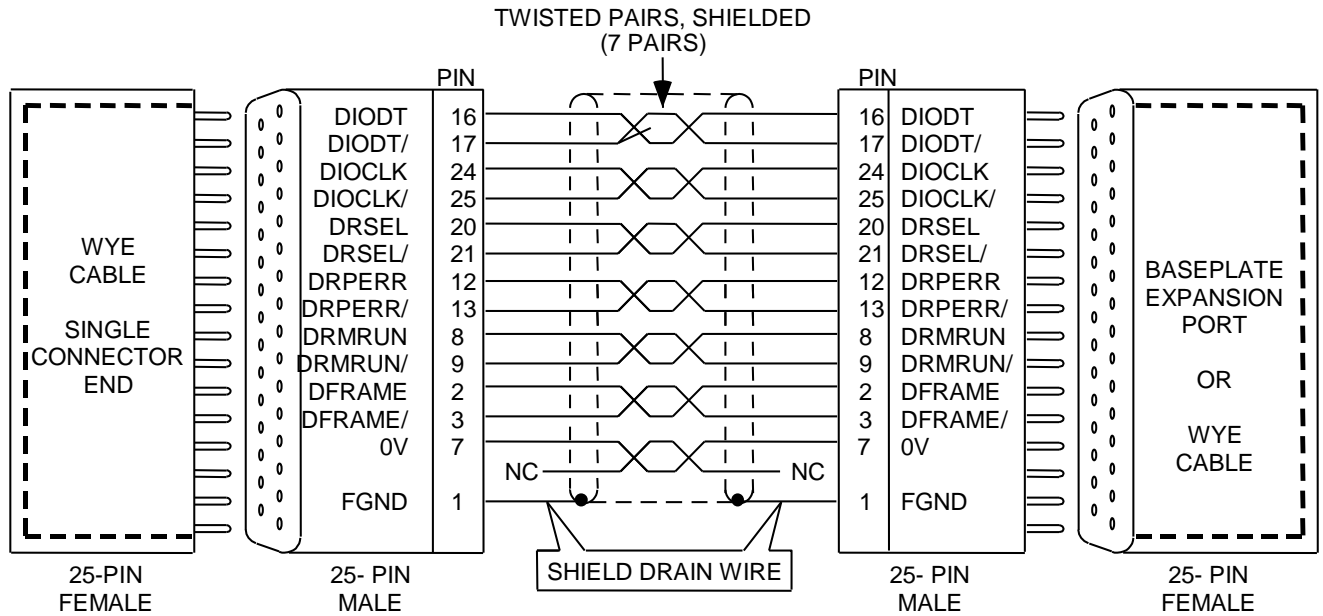 TWISTED PAIRS, SHIELDED
(7 PAIRS)
PIN PIN
DIODT 16 16 DIODT
DIODT/ 17 17 DIODT/
DIOCLK 24 24 DIOCLK
DIOCLK/ 25 25 DIOCLK/
DRSEL 20 20 DRSEL
DRSEL/ 21 21 DRSEL/
DRPERR 12 12 DRPERR
DRPERR/ 13 13 DRPERR/
DRMRUN 8 8 DRMRUN
DRMRUN/ 9 9 DRMRUN/
DFRAME 2 2 DFRAME
DFRAME/ 3 3 DFRAME/
0V 7 7 0V
NC NC
FGND 1 1 FGND
WYE
CABLE
SINGLE
CONNECTOR
END
BASEPLATE
EXPANSION
PORT
OR
WYE
CABLE
SHIELD DRAIN WIRE
25-PIN
FEMALE
25- PIN
MALE
25- PIN
MALE
25- PIN
FEMALE